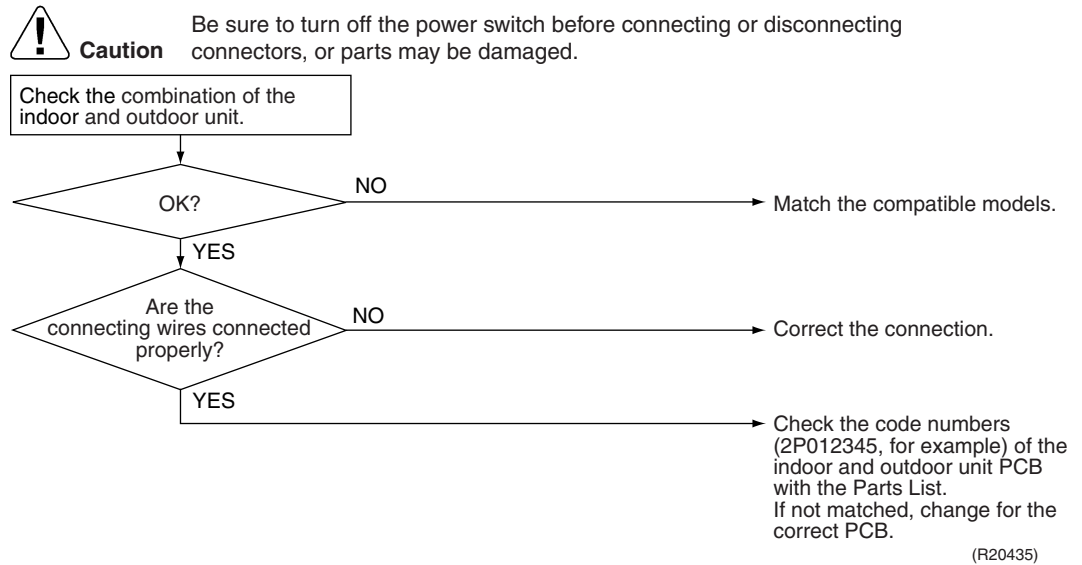 Be sure to turn off the power switch before connecting or disconnecting
Caution connectors, or parts may be damaged.
Check the combination of the
indoor and outdoor unit.
OK?
NO
Match the compatible models.
YES
Are the
connecting wires connected
properly?
NO
Correct the connection.
YES
Check the code numbers
(2P012345, for example) of the
indoor and outdoor unit PCB
with the Parts List.
If not matched, change for the
correct PCB.
(R20435)